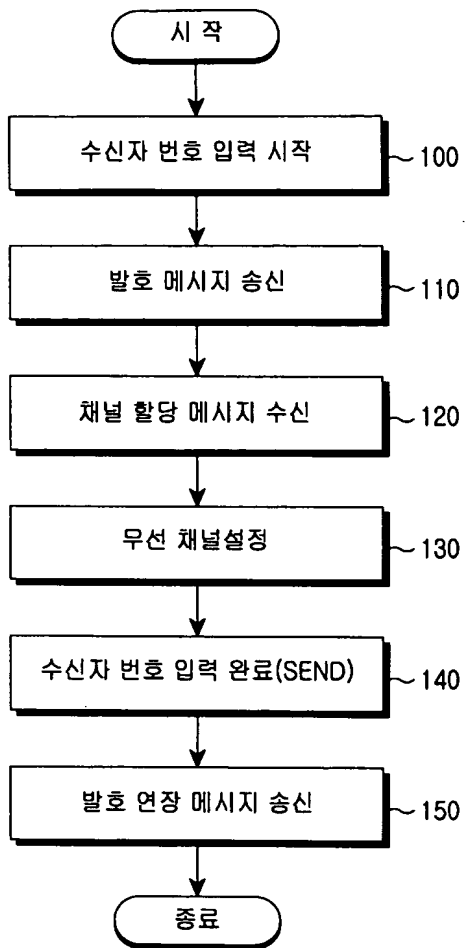 시 작
수신자 번호 입력 시작
100
발호 메시지 송신
110
채널 할당 메시지 수신
120
무선 채널설정
130
수신자 번호 입력 완료(SEND)
140
발호 연장 메시지 송신
150
종료